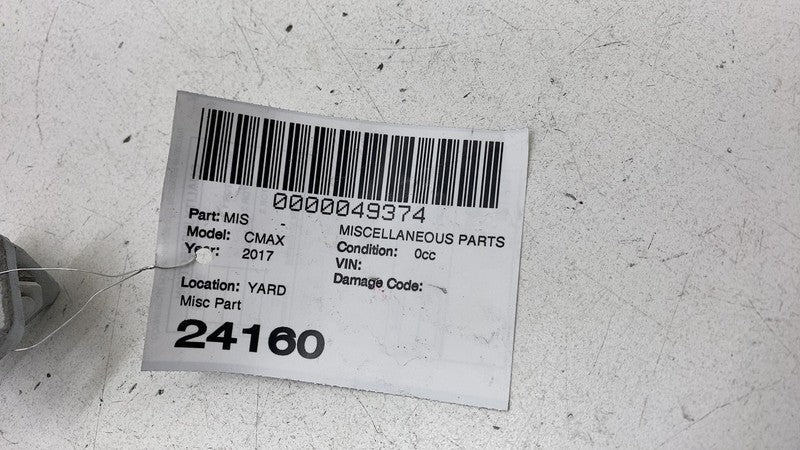 0000049374
Part: MIS - MISCELLANEOUS PARTS
Model: CMAX Condition: 0cc
Year: 2017 VIN:
Damage Code:
Location: YARD
Misc Part
24160